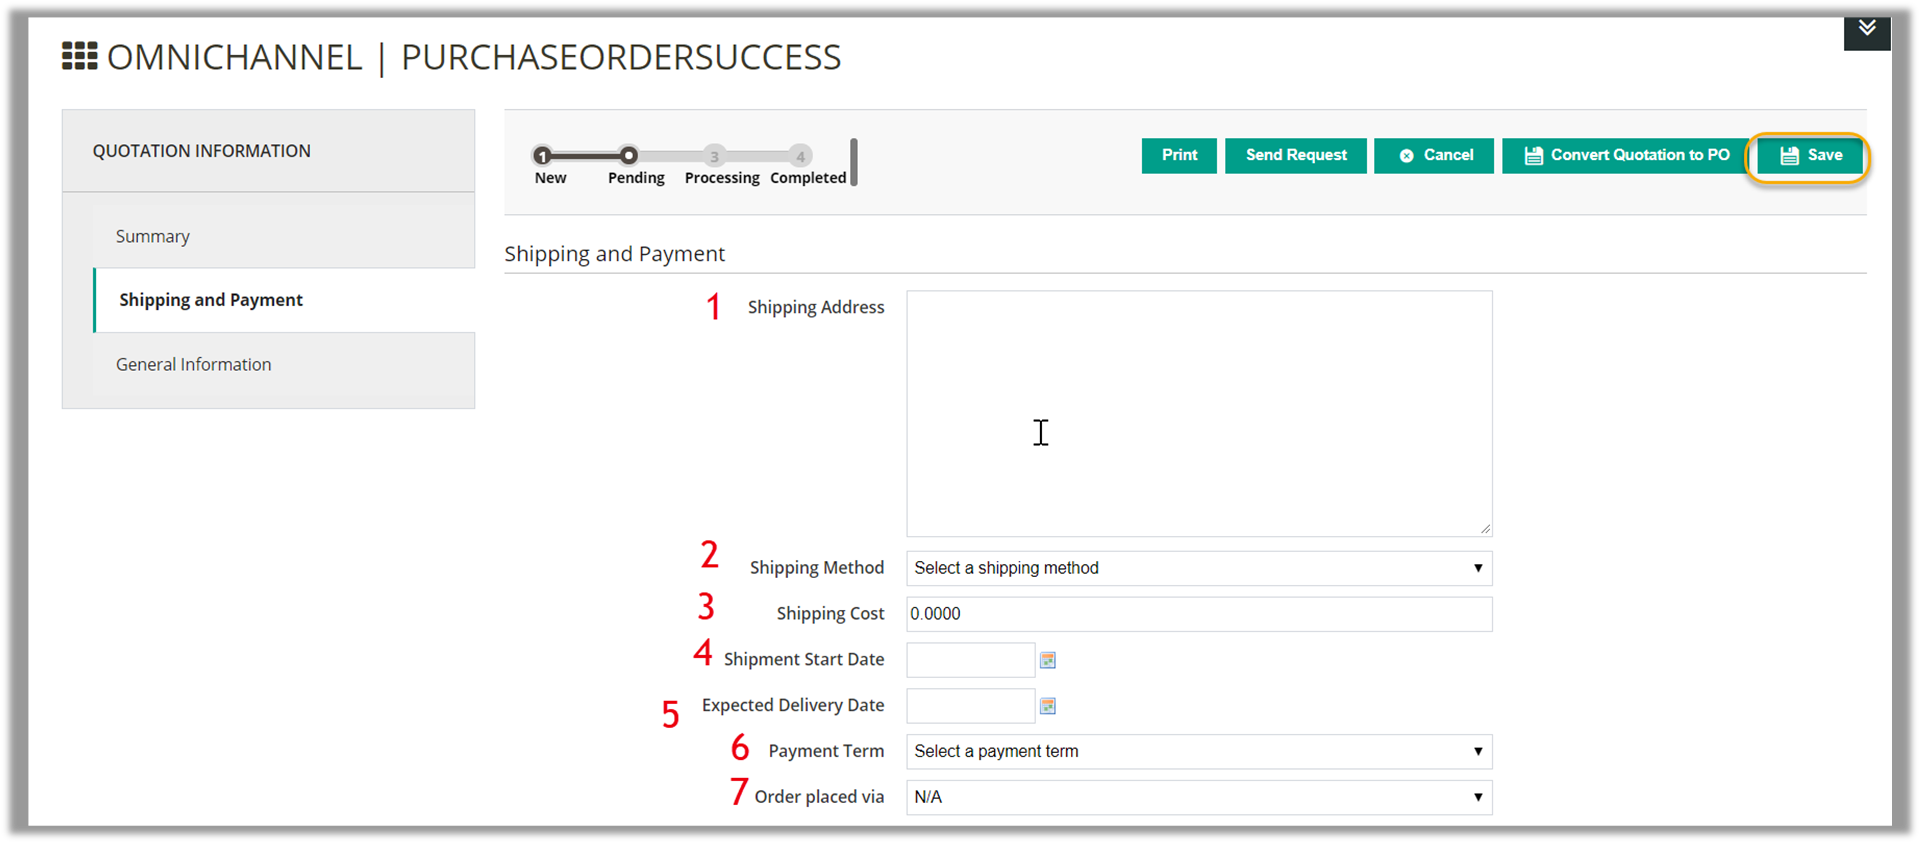 OMNICHANNEL | PURCHASEORDERSUCCESS
QUOTATION INFORMATION
Summary
Shipping and Payment
General Information
1 3 4
New Pending Processing Completed
Print Send Request Cancel Convert Quotation to PO Save
Shipping and Payment
1 Shipping Address
2 Shipping Method Select a shipping method
3 Shipping Cost 0.0000
4 Shipment Start Date
5 Expected Delivery Date
6 Payment Term Select a payment term
7 Order placed via N/A